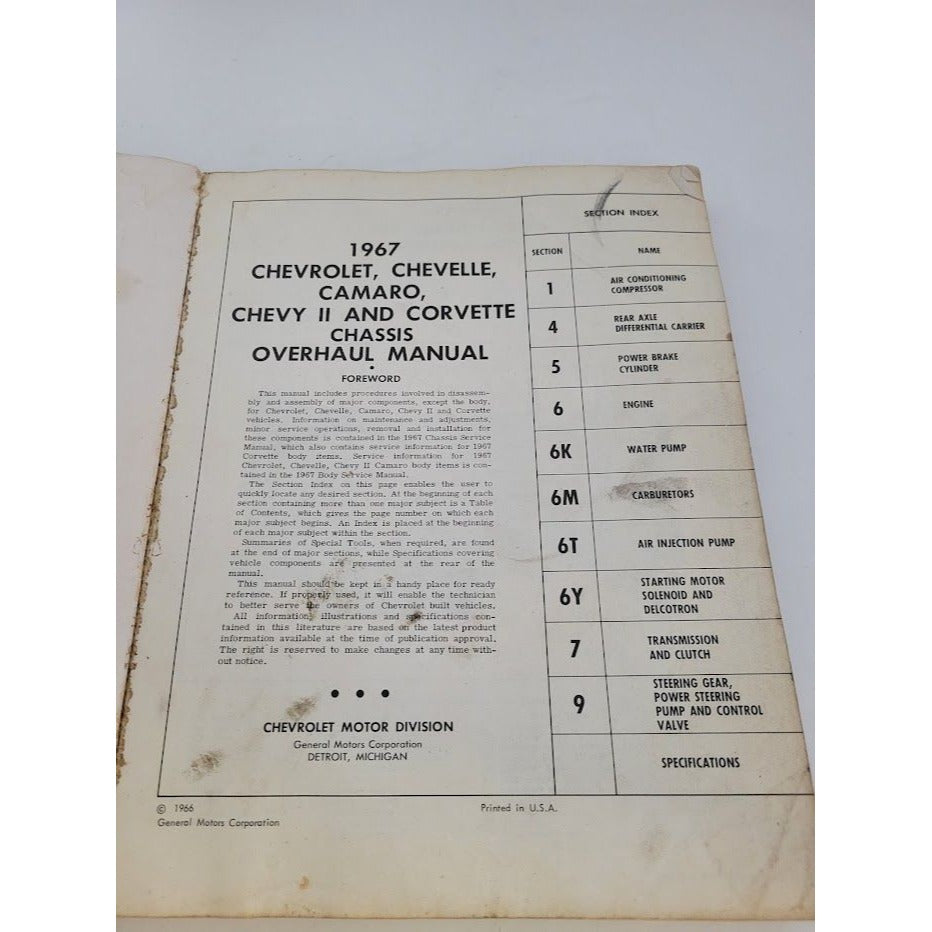 1967
CHEVROLET, CHEVELLE,
CAMARO,
CHEVY II AND CORVETTE
CHASSIS
OVERHAUL MANUAL
•
FOREWORD
This manual includes procedures involved in disassem-
bly and assembly of major components, except the body,
for Chevrolet, Chevelle, Camaro, Chevy II and Corvette
vehicles. Information on maintenance and adjustments,
minor service operations, removal and installation for
these components is contained in the 1967 Chassis Service
Manual, which also contains service information for 1967
Corvette body items. Service information for 1967
Chevrolet, Chevelle, Chevy II Camaro body items is con-
tained in the 1967 Body Service Manual.
The Section Index on this page enables the user to
quickly locate any desired section. At the beginning of each
section containing more than one major subject is a Table
of Contents, which gives the page number on which each
major subject begins. An Index is placed at the beginning
of each major subject within the section.
Summaries of Special Tools, when required, are found
at the end of major sections, while Specifications covering
vehicle components are presented at the rear of the
manual.
This manual should be kept in a handy place for ready
reference. If properly used, it will enable the technician
to better serve the owners of Chevrolet built vehicles.
All information, illustrations and specifications con-
tained in this literature are based on the latest product
information available at the time of publication approval.
The right is reserved to make changes at any time with-
out notice.
• • •
CHEVROLET MOTOR DIVISION
General Motors Corporation
DETROIT, MICHIGAN
SECTION INDEX
SECTION NAME
1 AIR CONDITIONING
COMPRESSOR
4 REAR AXLE
DIFFERENTIAL CARRIER
5 POWER BRAKE
CYLINDER
6 ENGINE
6K WATER PUMP
6M CARBURETORS
6T AIR INJECTION PUMP
6Y STARTING MOTOR
SOLENOID AND
DELCOTRON
7 TRANSMISSION
AND CLUTCH
9 STEERING GEAR,
POWER STEERING
PUMP AND CONTROL
VALVE
SPECIFICATIONS
© 1966
General Motors Corporation
Printed in U.S.A.